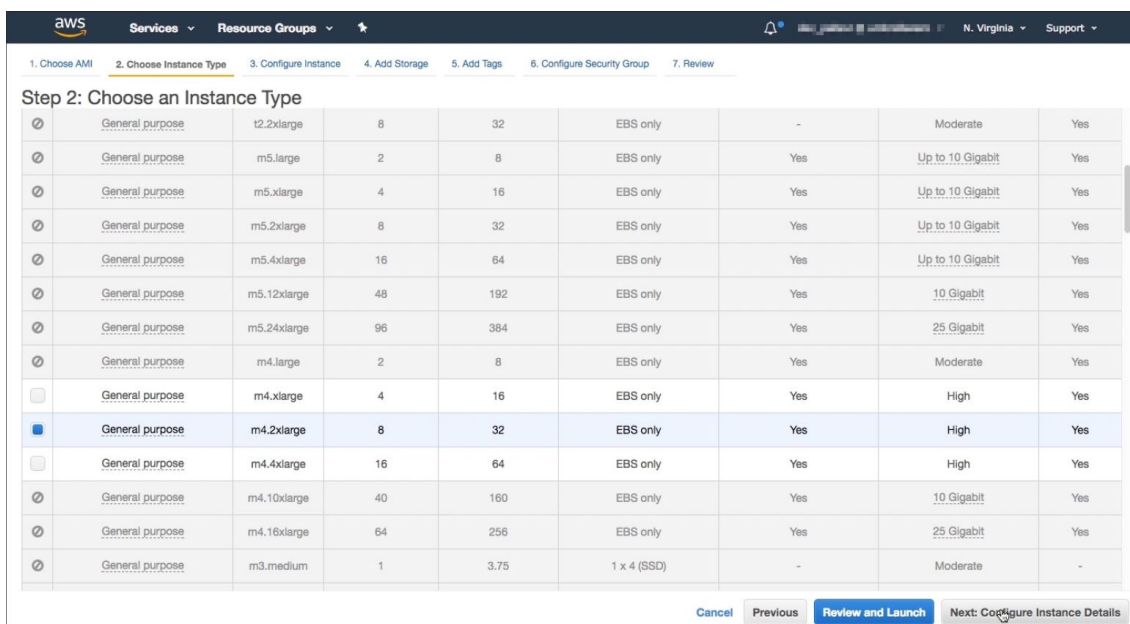 aws Services Resource Groups N. Virginia Support
1. Choose AMI 2. Choose Instance Type 3. Configure Instance 4. Add Storage 5. Add Tags 6. Configure Security Group 7. Review
Step 2: Choose an Instance Type
General purpose t2.2xlarge 8 32 EBS only - Moderate Yes
General purpose m5.large 2 8 EBS only Yes Up to 10 Gigabit Yes
General purpose m5.xlarge 4 16 EBS only Yes Up to 10 Gigabit Yes
General purpose m5.2xlarge 8 32 EBS only Yes Up to 10 Gigabit Yes
General purpose m5.4xlarge 16 64 EBS only Yes Up to 10 Gigabit Yes
General purpose m5.12xlarge 48 192 EBS only Yes 10 Gigabit Yes
General purpose m5.24xlarge 96 384 EBS only Yes 25 Gigabit Yes
General purpose m4.large 2 8 EBS only Yes Moderate Yes
General purpose m4.xlarge 4 16 EBS only Yes High Yes
General purpose m4.2xlarge 8 32 EBS only Yes High Yes
General purpose m4.4xlarge 16 64 EBS only Yes High Yes
General purpose m4.10xlarge 40 160 EBS only Yes 10 Gigabit Yes
General purpose m4.16xlarge 64 256 EBS only Yes 25 Gigabit Yes
General purpose m3.medium 1 3.75 1 x 4 (SSD) - Moderate -
Cancel Previous Review and Launch Next: Configure Instance Details